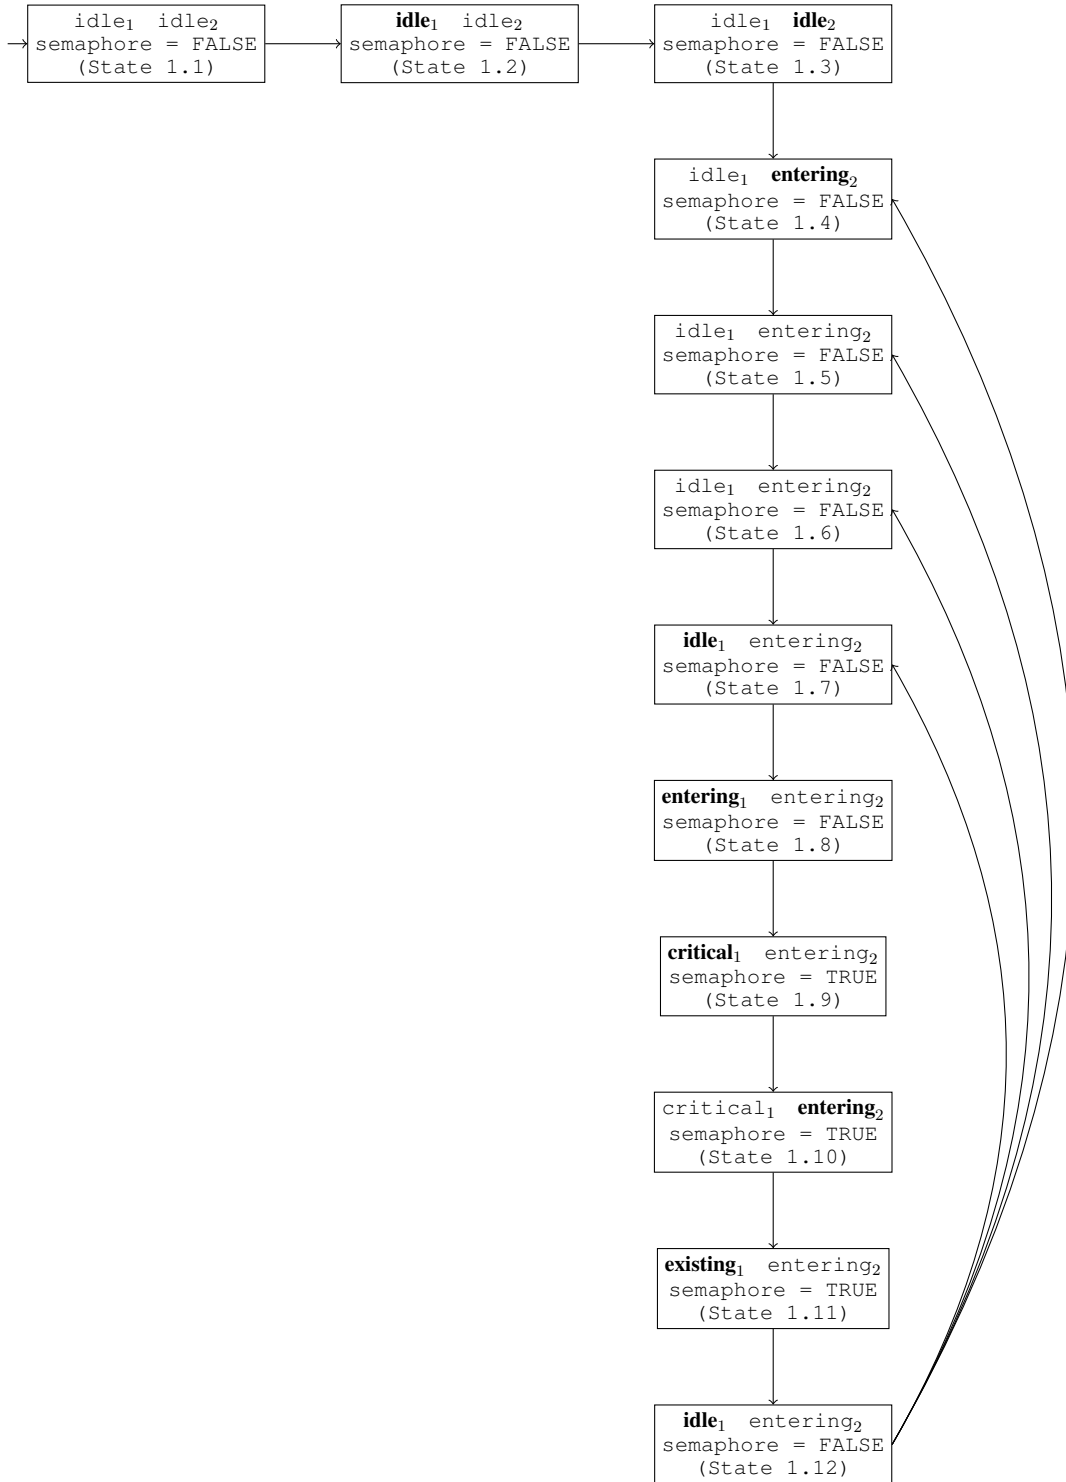 idle₁ idle₂
semaphore = FALSE
(State 1.1)
idle₁ idle₂
semaphore = FALSE
(State 1.2)
idle₁ idle₂
semaphore = FALSE
(State 1.3)
idle₁ entering₂
semaphore = FALSE
(State 1.4)
idle₁ entering₂
semaphore = FALSE
(State 1.5)
idle₁ entering₂
semaphore = FALSE
(State 1.6)
idle₁ entering₂
semaphore = FALSE
(State 1.7)
entering₁ entering₂
semaphore = FALSE
(State 1.8)
critical₁ entering₂
semaphore = TRUE
(State 1.9)
critical₁ entering₂
semaphore = TRUE
(State 1.10)
existing₁ entering₂
semaphore = TRUE
(State 1.11)
idle₁ entering₂
semaphore = FALSE
(State 1.12)